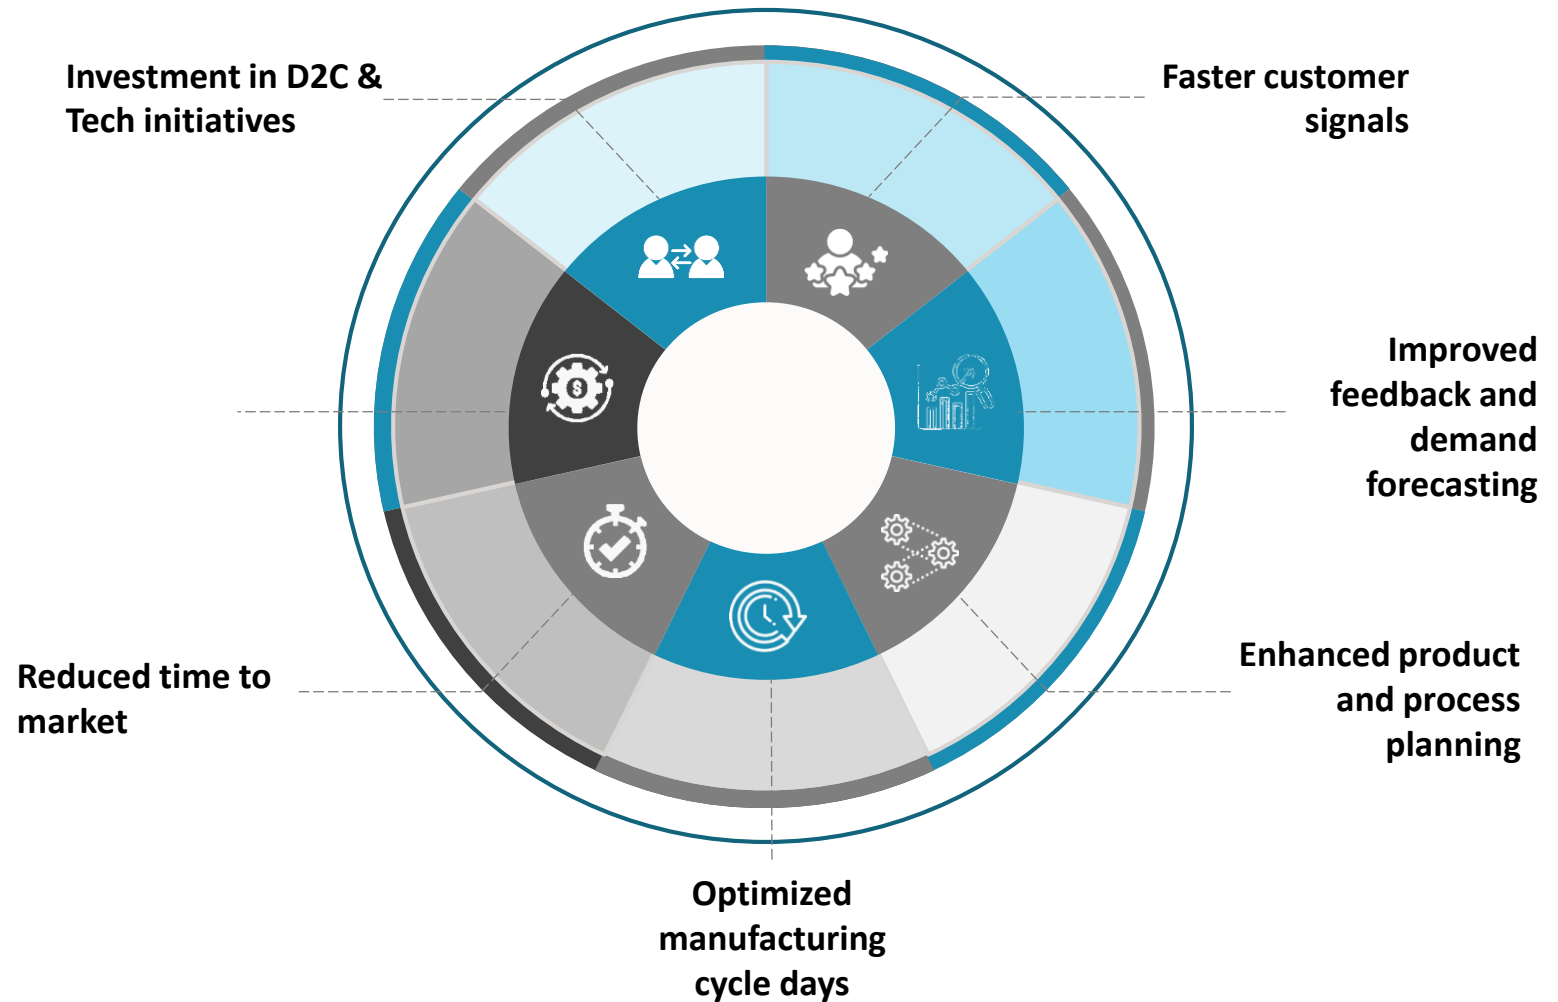 Investment in D2C &
Tech initiatives
Faster customer
signals
Improved
feedback and
demand
forecasting
Enhanced product
and process
planning
Optimized
manufacturing
cycle days
Reduced time to
market
$